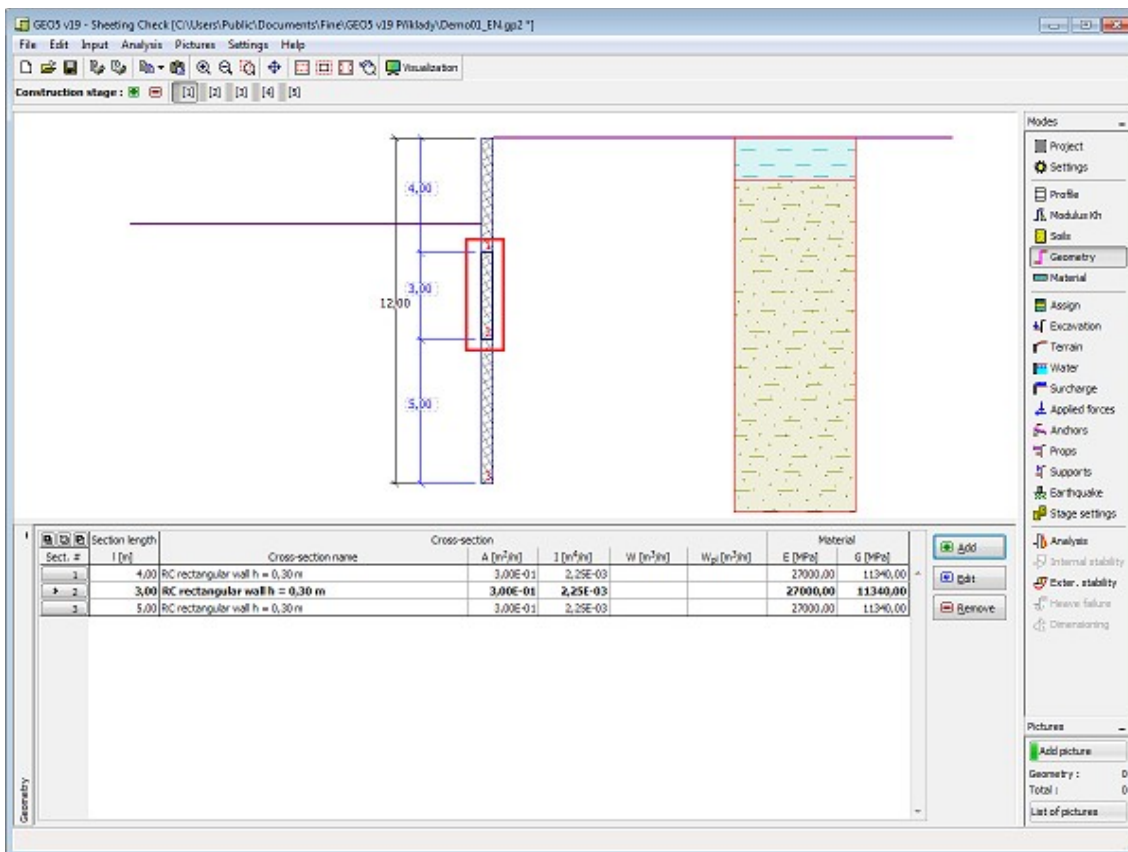 GEO5 v19 - Sheeting Check [C:\Users\Public\Documents\Fine\GEO5 v19 Příklady\Demo01_EN.gp2 *]
File Edit Input Analysis Pictures Settings Help
Visualization
Construction stage : [1] [2] [3] [4] [5]
4,00
3,00
12,00
5,00
1
2
3
Modes
Project
Settings
Profile
Modulus Kh
Soils
Geometry
Material
Assign
Excavation
Terrain
Water
Surcharge
Applied forces
Anchors
Props
Supports
Earthquake
Stage settings
Analysis
Internal stability
Exter. stability
Heave failure
Dimensioning
Section length Cross-section Material
Sect. # l [m] Cross-section name A [m²/m] I [m⁴/m] W [m³/m] Wpl [m³/m] E [MPa] G [MPa]
1 4,00 RC rectangular wall h = 0,30 m 3,00E-01 2,25E-03 27000,00 11340,00
2 3,00 RC rectangular wall h = 0,30 m 3,00E-01 2,25E-03 27000,00 11340,00
3 5,00 RC rectangular wall h = 0,30 m 3,00E-01 2,25E-03 27000,00 11340,00
Add
Edit
Remove
Geometry
Pictures
Add picture
Geometry : 0
Total : 0
List of pictures